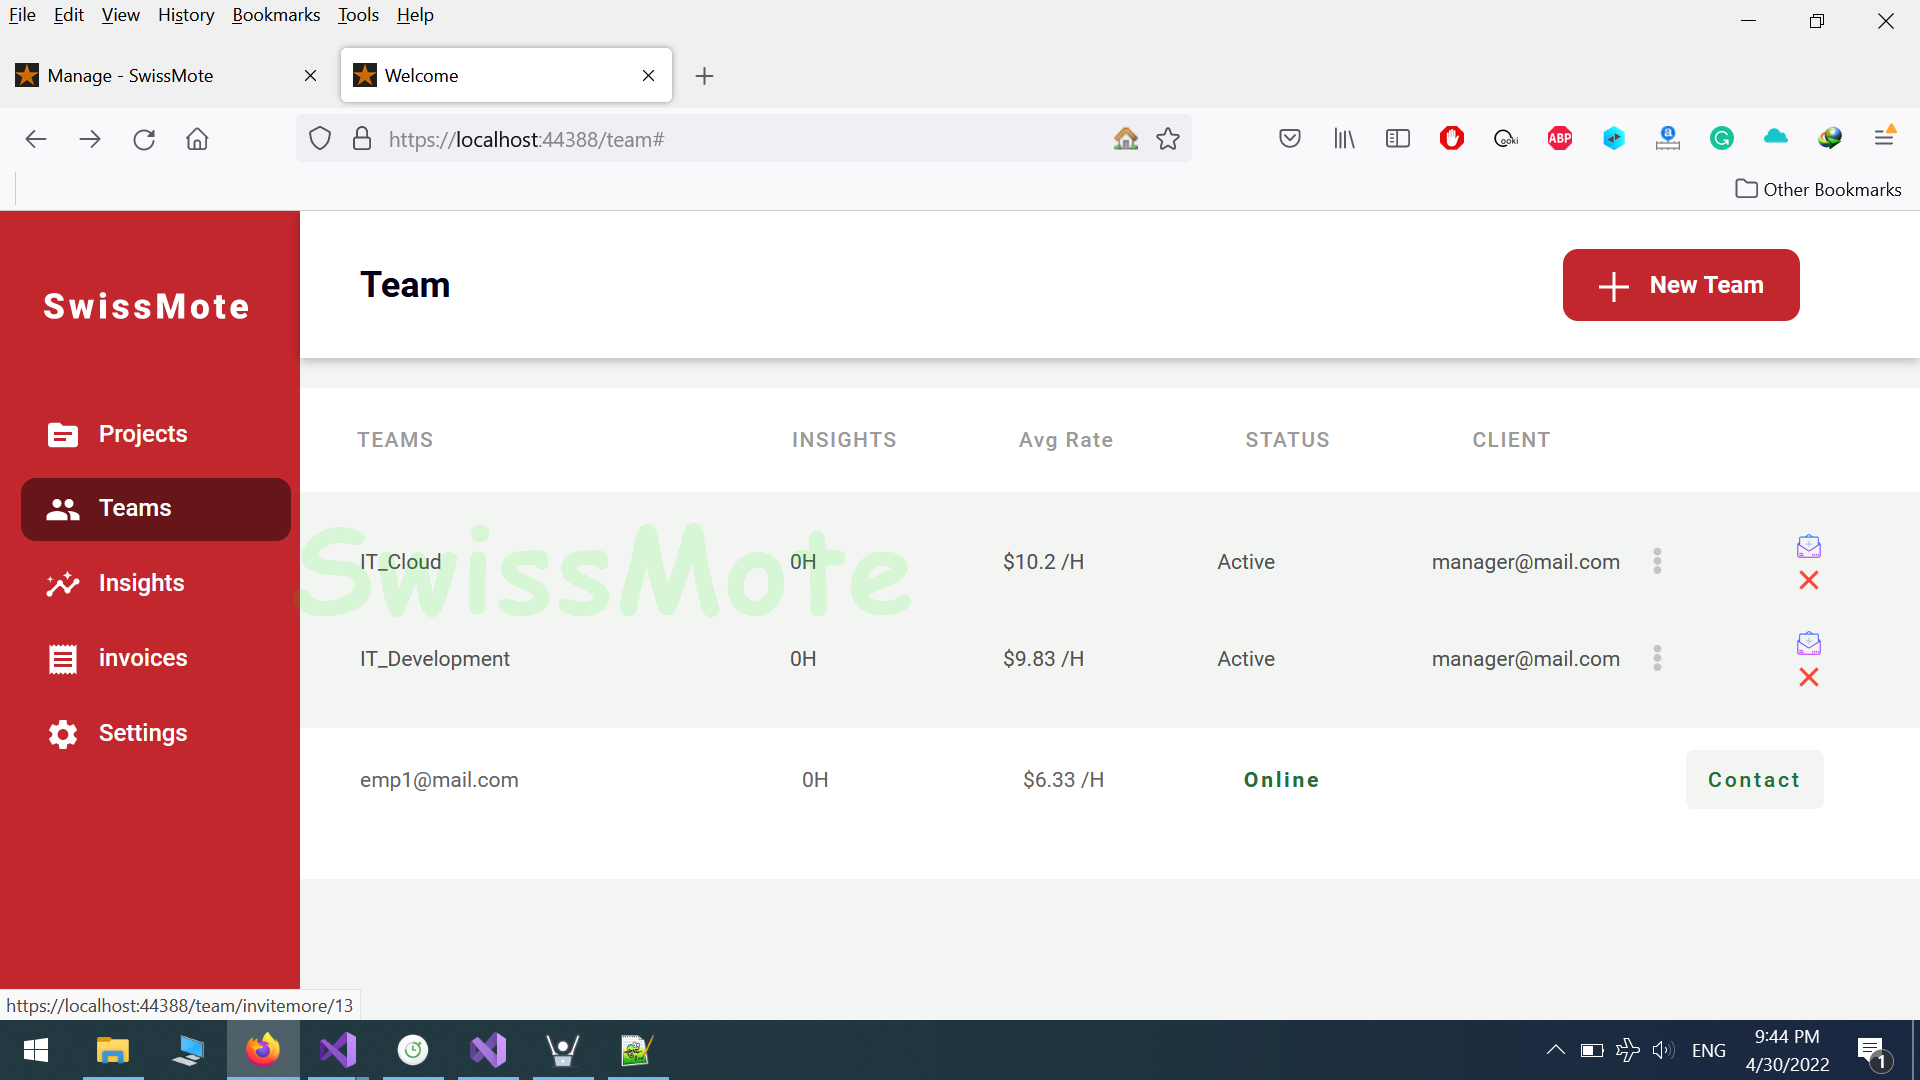 File Edit View History Bookmarks Tools Help
Manage - SwissMote
Welcome
https://localhost:44388/team#
ooki
ABP
a
G
Other Bookmarks
SwissMote
Team
New Team
Projects
Teams
Insights
invoices
Settings
TEAMS INSIGHTS Avg Rate STATUS CLIENT
SwissMote
IT_Cloud 0H $10.2 /H Active manager@mail.com
IT_Development 0H $9.83 /H Active manager@mail.com
emp1@mail.com 0H $6.33 /H Online Contact
https://localhost:44388/team/invitemore/13
ENG
9:44 PM
4/30/2022
1